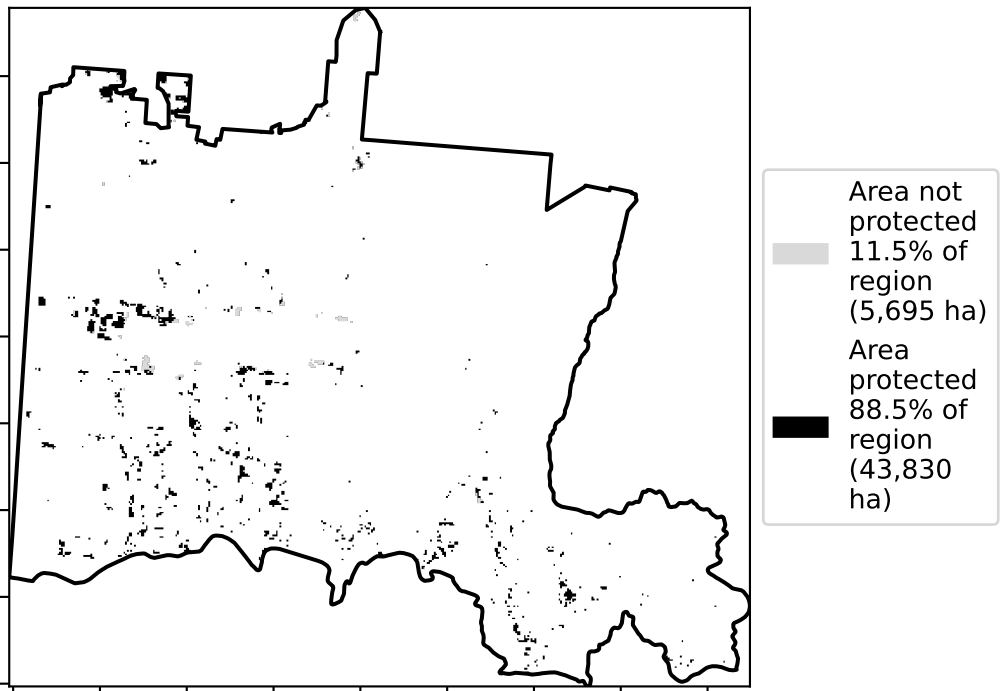 Area not
protected
11.5% of
region
(5,695 ha)
Area
protected
88.5% of
region
(43,830
ha)